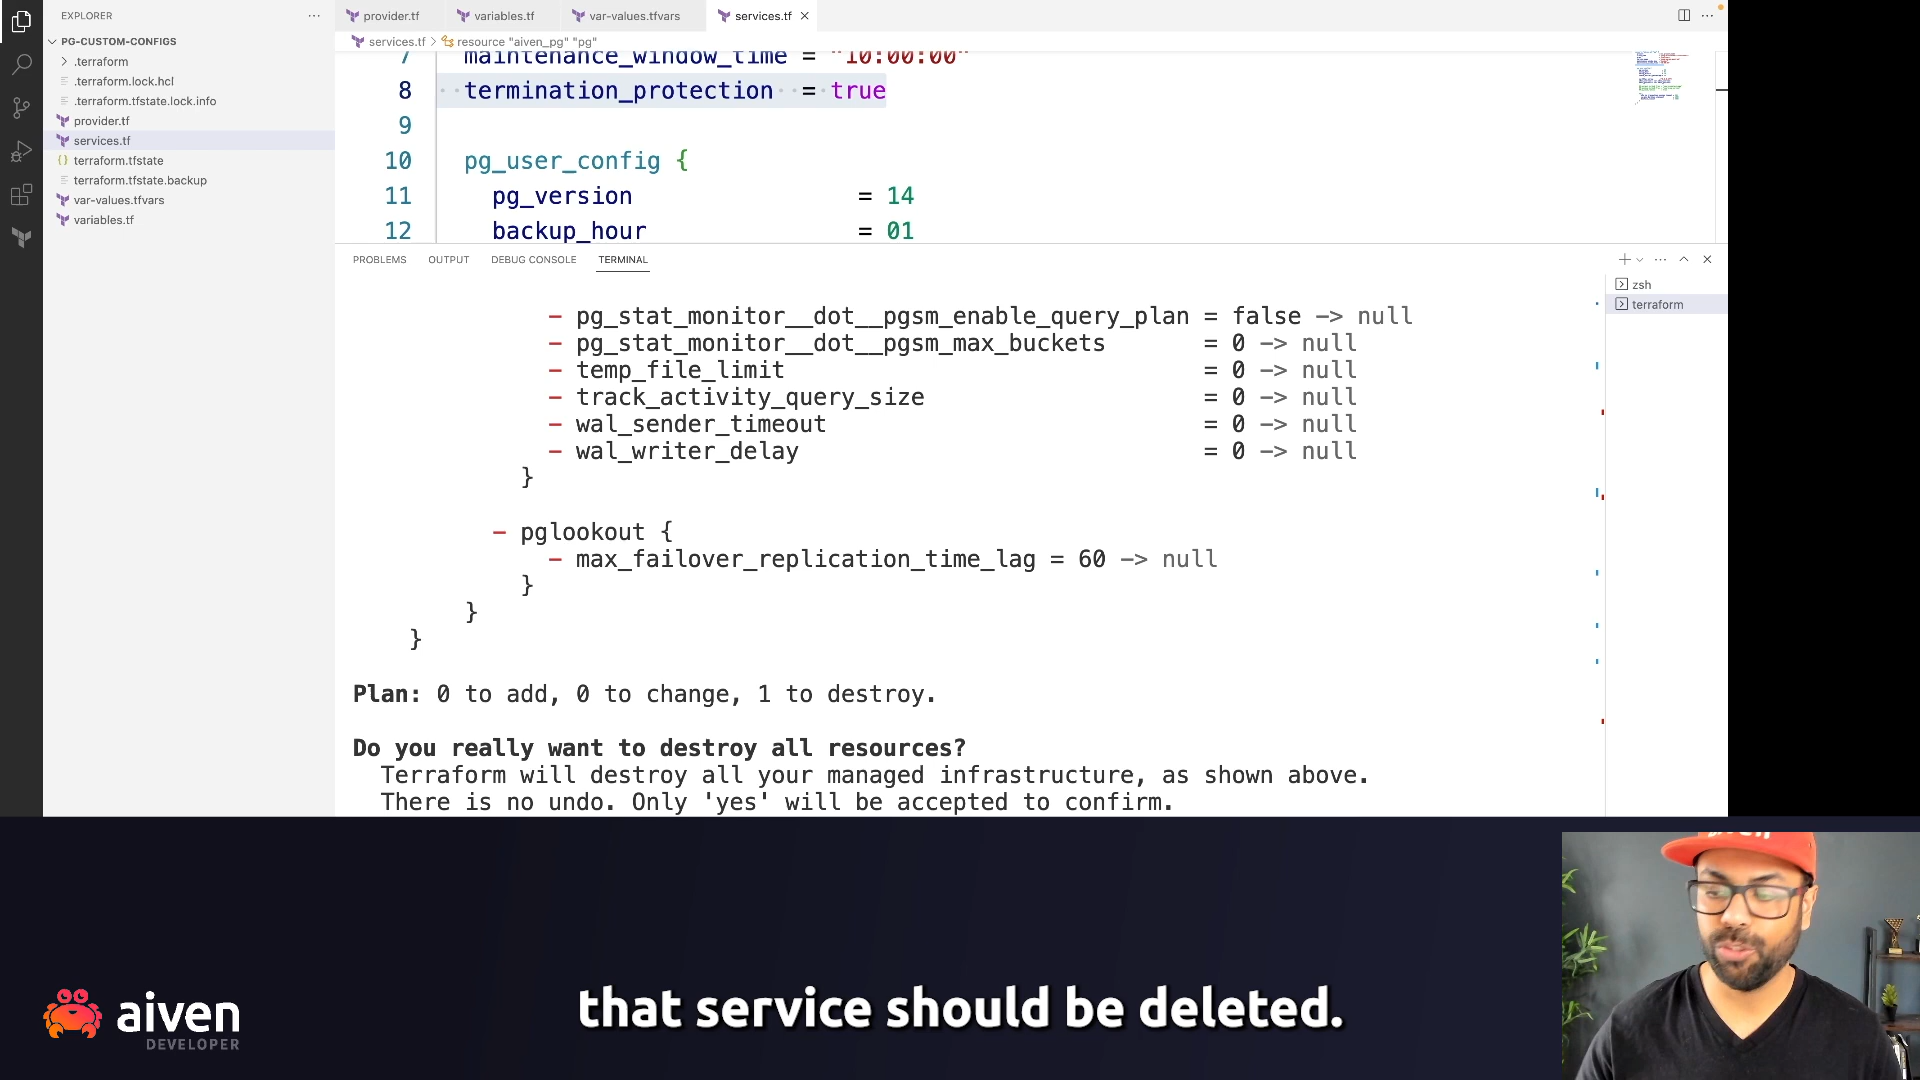 EXPLORER
PG-CUSTOM-CONFIGS
.terraform
.terraform.lock.hcl
.terraform.tfstate.lock.info
provider.tf
services.tf
terraform.tfstate
terraform.tfstate.backup
var-values.tfvars
variables.tf
provider.tf
variables.tf
var-values.tfvars
services.tf
services.tf > resource "aiven_pg" "pg"
7 maintenance_window_time = "10:00:00"
8 termination_protection = true
9
10 pg_user_config {
11 pg_version = 14
12 backup_hour = 01
PROBLEMS OUTPUT DEBUG CONSOLE TERMINAL
zsh
terraform
- pg_stat_monitor__dot__pgsm_enable_query_plan = false -> null
- pg_stat_monitor__dot__pgsm_max_buckets = 0 -> null
- temp_file_limit = 0 -> null
- track_activity_query_size = 0 -> null
- wal_sender_timeout = 0 -> null
- wal_writer_delay = 0 -> null
}
- pglookout {
- max_failover_replication_time_lag = 60 -> null
}
}
}
Plan: 0 to add, 0 to change, 1 to destroy.
Do you really want to destroy all resources?
Terraform will destroy all your managed infrastructure, as shown above.
There is no undo. Only 'yes' will be accepted to confirm.
aiven
DEVELOPER
that service should be deleted.